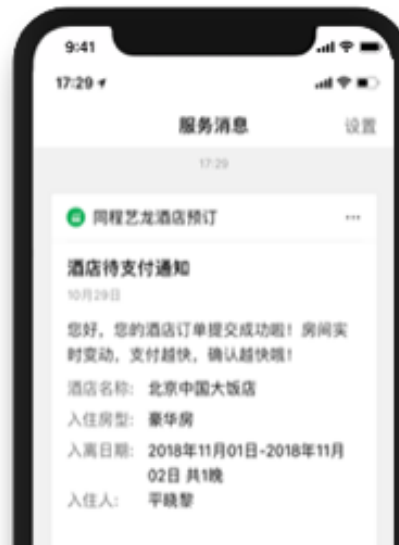 9:41
17:29
服务消息 设置
17:29
同程艺龙酒店预订 ···
酒店待支付通知
10月29日
您好，您的酒店订单提交成功啦！房间实
时变动，支付越快，确认越快哦！
酒店名称： 北京中国大饭店
入住房型： 豪华房
入离日期： 2018年11月01日-2018年11月
02日 共1晚
入住人： 平晓黎